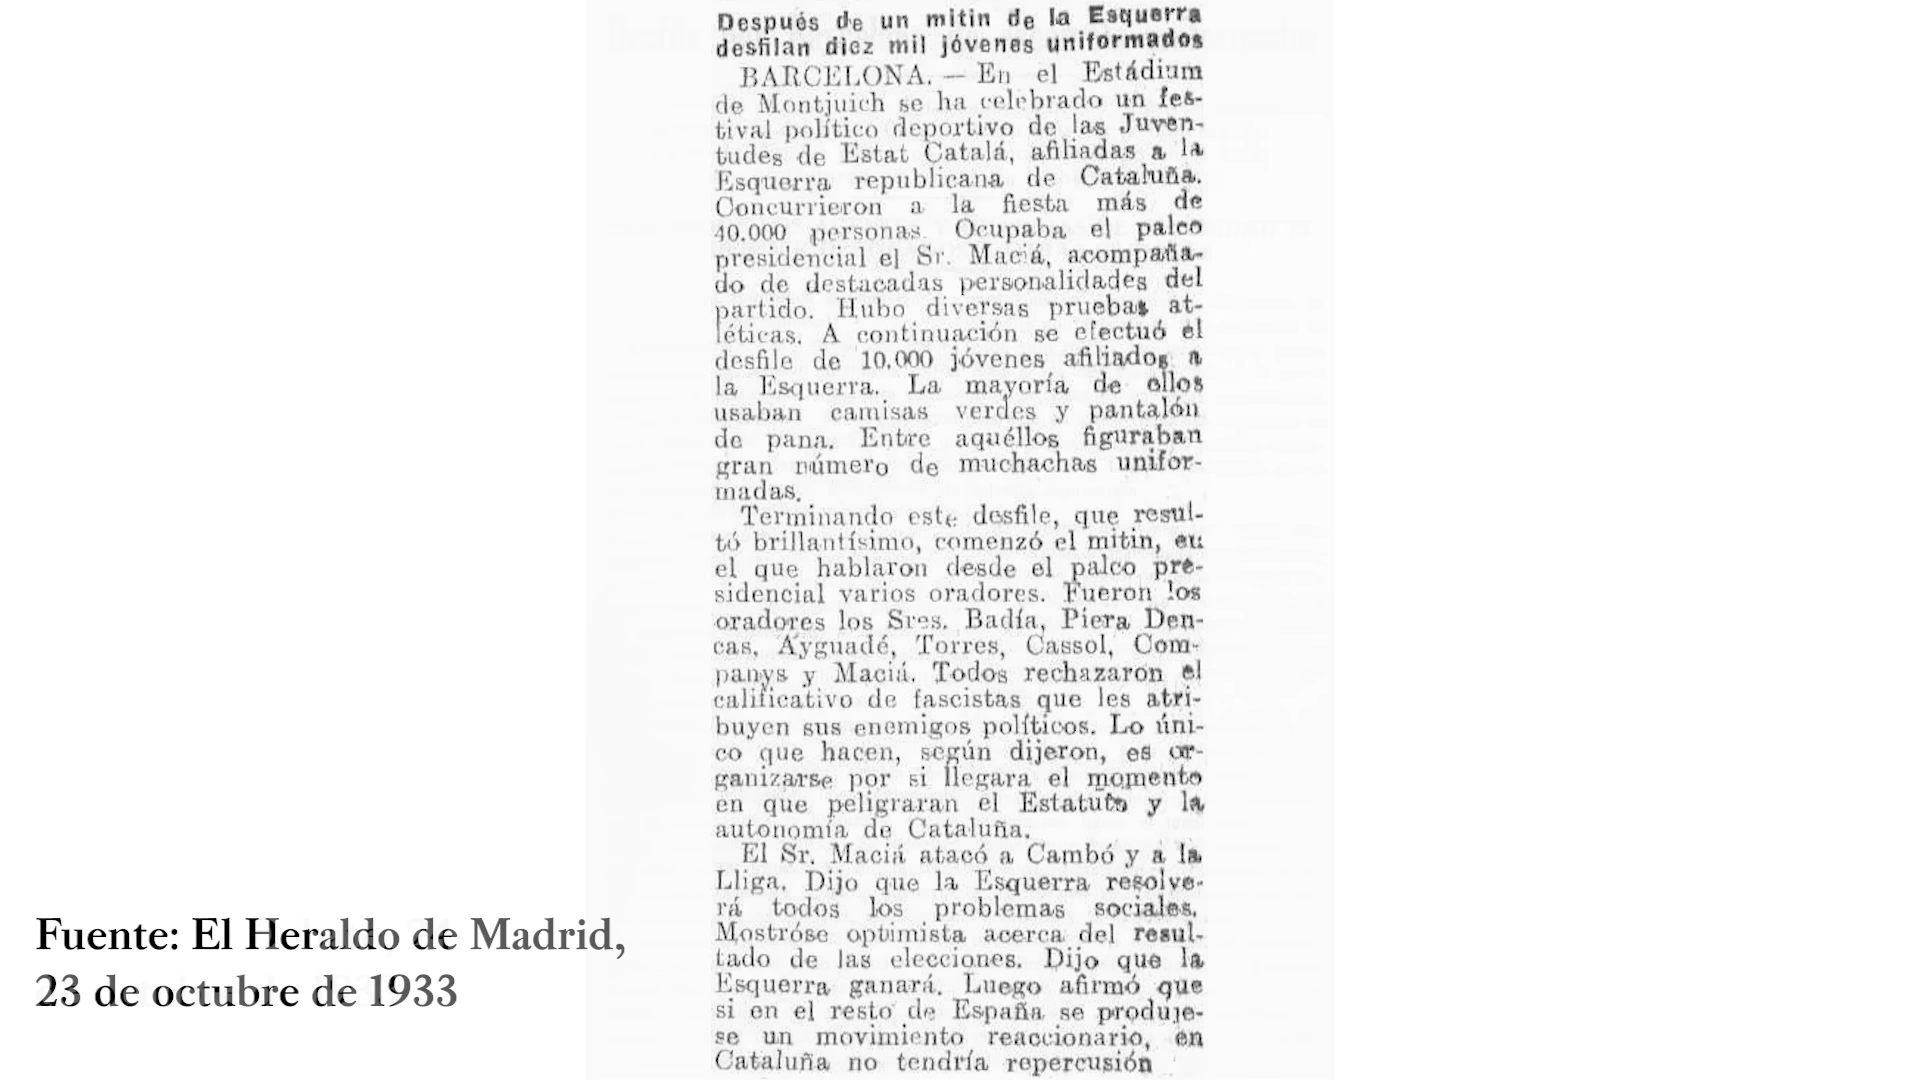 Después de un mitin de la Esquerra
desfilan diez mil jóvenes uniformados
BARCELONA. — En el Estádium
de Montjuich se ha celebrado un fes-
tival político deportivo de las Juven-
tudes de Estat Catalá, afiliadas a la
Esquerra republicana de Cataluña.
Concurrieron a la fiesta más de
40.000 personas. Ocupaba el palco
presidencial el Sr. Maciá, acompaña-
do de destacadas personalidades del
partido. Hubo diversas pruebas at-
léticas. A continuación se efectuó el
desfile de 10.000 jóvenes afiliados a
la Esquerra. La mayoría de ellos
usaban camisas verdes y pantalón
de pana. Entre aquéllos figuraban
gran número de muchachas unifor-
madas.
Terminando este desfile, que resul-
tó brillantísimo, comenzó el mitin, en
el que hablaron desde el palco pre-
sidencial varios oradores. Fueron los
oradores los Sres. Badía, Piera Den-
cas, Ayguadé, Torres, Cassol, Com-
panys y Maciá. Todos rechazaron el
calificativo de fascistas que les atri-
buyen sus enemigos políticos. Lo úni-
co que hacen, según dijeron, es or-
ganizarse por si llegara el momento
en que peligraran el Estatuto y la
autonomía de Cataluña.
El Sr. Maciá atacó a Cambó y a la
Lliga. Dijo que la Esquerra resolve-
rá todos los problemas sociales.
Mostróse optimista acerca del resul-
tado de las elecciones. Dijo que la
Esquerra ganará. Luego afirmó que
si en el resto de España se produje-
se un movimiento reaccionario, en
Cataluña no tendría repercusión
Fuente: El Heraldo de Madrid,
23 de octubre de 1933